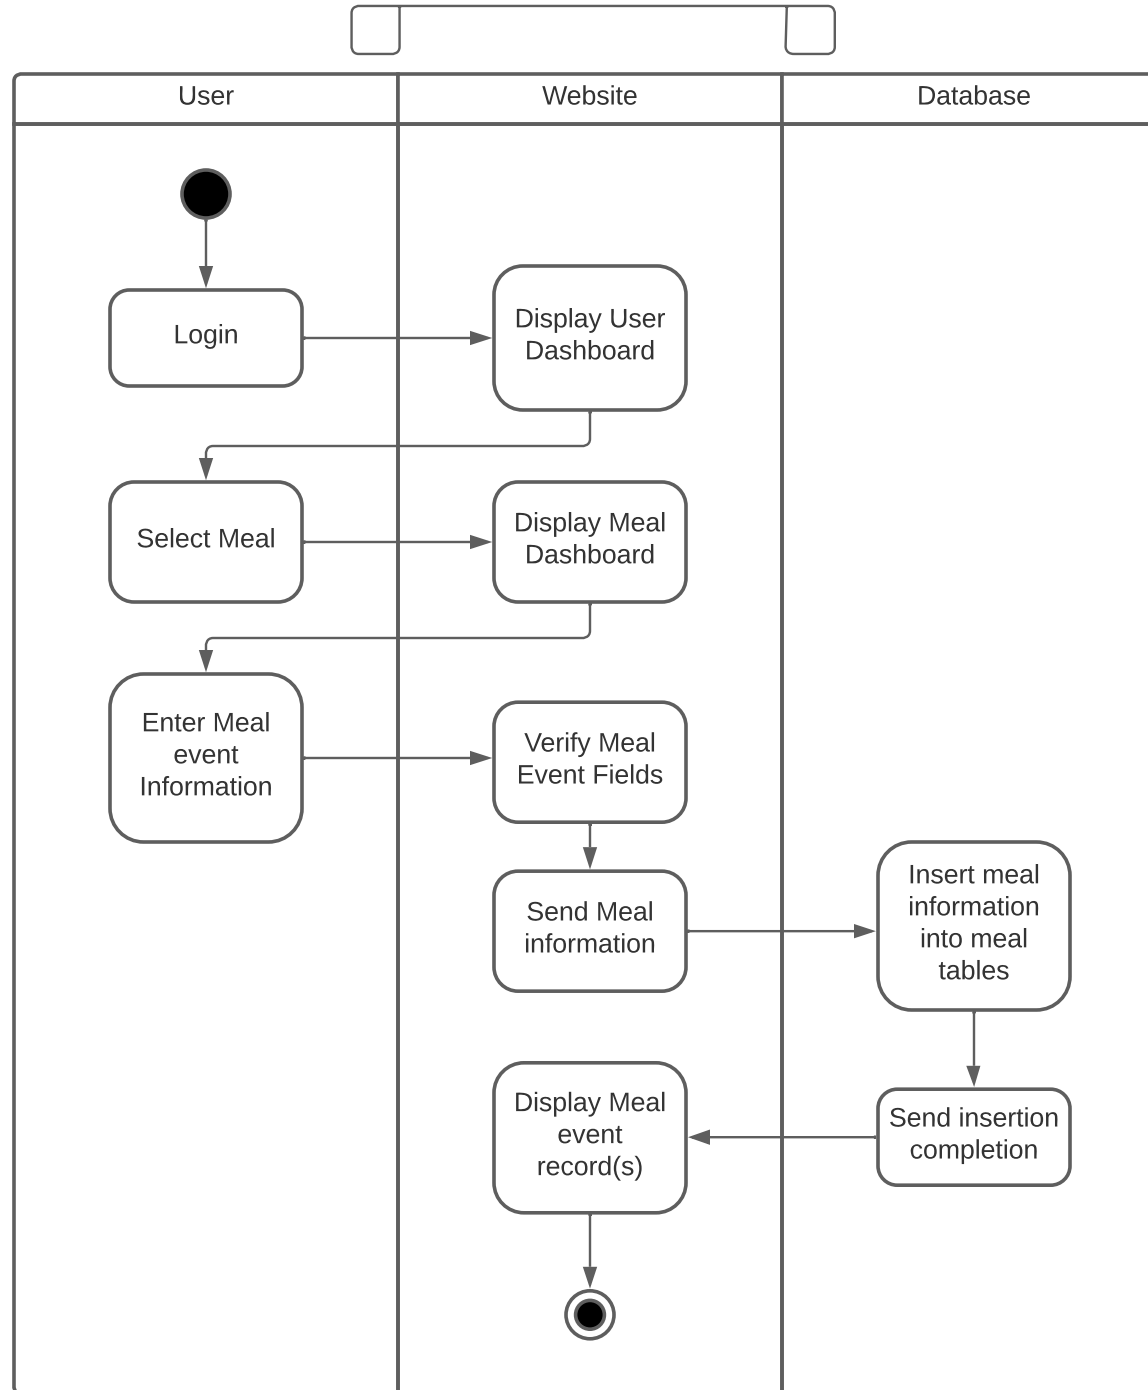 User
Website
Database
Login
Display User
Dashboard
Select Meal
Display Meal
Dashboard
Enter Meal
event
Information
Verify Meal
Event Fields
Send Meal
information
Insert meal
information
into meal
tables
Send insertion
completion
Display Meal
event
record(s)